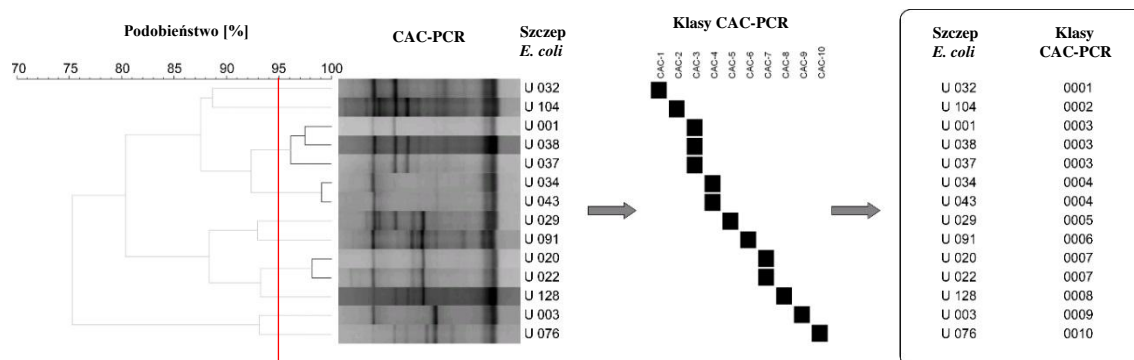 Podobieństwo [%]
CAC-PCR
Szczep
E. coli
Klasy CAC-PCR
Szczep
E. coli
Klasy
CAC-PCR
70 75 80 85 90 95 100
CAC-1
CAC-2
CAC-3
CAC-4
CAC-5
CAC-6
CAC-7
CAC-8
CAC-9
CAC-10
U 032
U 104
U 001
U 038
U 037
U 034
U 043
U 029
U 091
U 020
U 022
U 128
U 003
U 076
U 032 0001
U 104 0002
U 001 0003
U 038 0003
U 037 0003
U 034 0004
U 043 0004
U 029 0005
U 091 0006
U 020 0007
U 022 0007
U 128 0008
U 003 0009
U 076 0010